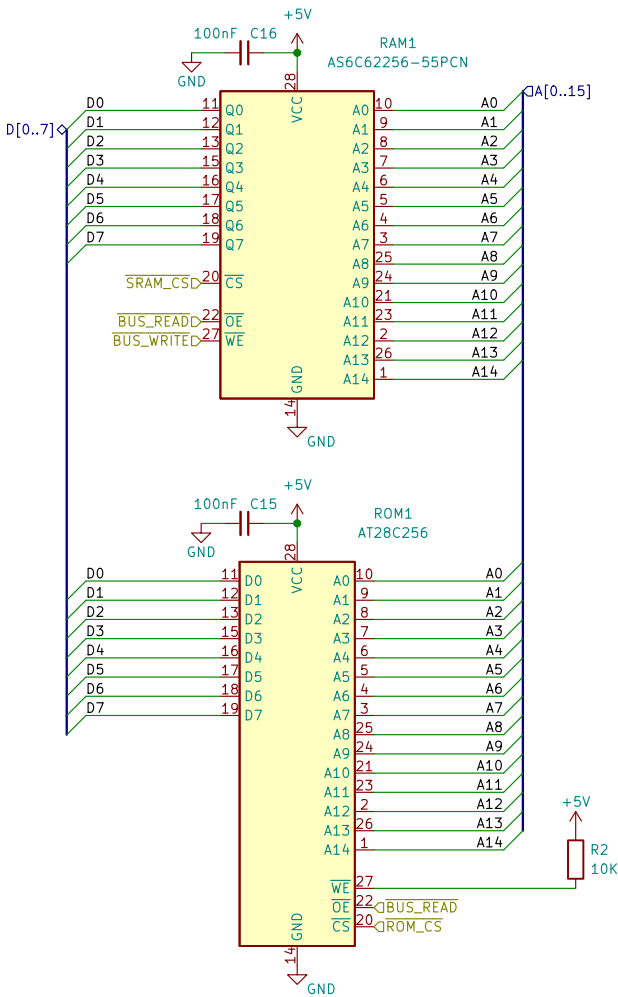 +5V
100nF C16
GND
RAM1
AS6C62256-55PCN
28
VCC
D[0..7]
A[0..15]
D0 11 Q0 A0 10 A0
D1 12 Q1 A1 9 A1
D2 13 Q2 A2 8 A2
D3 15 Q3 A3 7 A3
D4 16 Q4 A4 6 A4
D5 17 Q5 A5 5 A5
D6 18 Q6 A6 4 A6
D7 19 Q7 A7 3 A7
A8 25 A8
SRAM_CS 20 CS A9 24 A9
A10 21 A10
BUS_READ 22 OE A11 23 A11
BUS_WRITE 27 WE A12 2 A12
A13 26 A13
A14 1 A14
GND
14
GND
+5V
100nF C15
GND
ROM1
AT28C256
28
VCC
D0 11 D0 A0 10 A0
D1 12 D1 A1 9 A1
D2 13 D2 A2 8 A2
D3 15 D3 A3 7 A3
D4 16 D4 A4 6 A4
D5 17 D5 A5 5 A5
D6 18 D6 A6 4 A6
D7 19 D7 A7 3 A7
A8 25 A8
A9 24 A9
A10 21 A10
A11 23 A11
A12 2 A12
A13 26 A13
A14 1 A14
+5V
R2
10K
WE 27
OE 22 BUS_READ
CS 20 ROM_CS
GND
14
GND